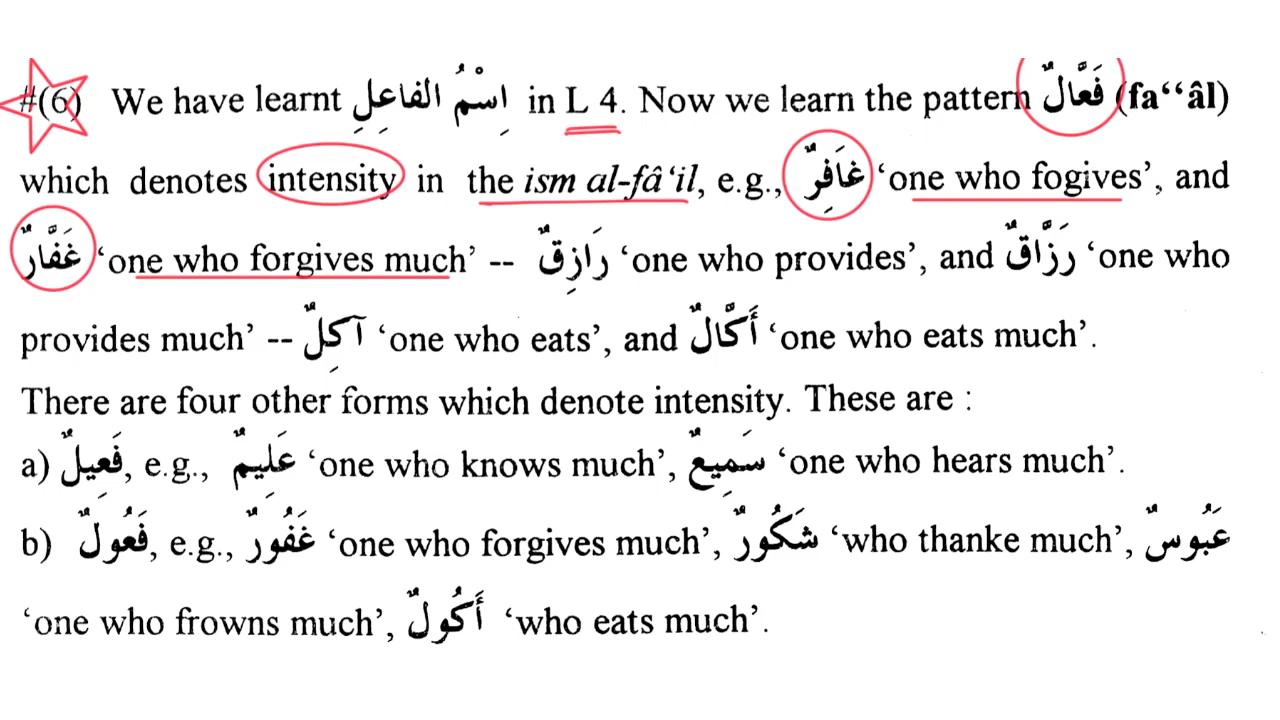 #(6) We have learnt اِسْمُ الْفَاعِلِ in L 4. Now we learn the pattern فَعَّالٌ (fa‘‘âl)
which denotes intensity in the ism al-fâ‘il, e.g., غَافِرٌ ‘one who fogives’, and
غَفَّارٌ ‘one who forgives much’ -- رَازِقٌ ‘one who provides’, and رَزَّاقٌ ‘one who
provides much’ -- آكِلٌ ‘one who eats’, and أَكَّالٌ ‘one who eats much’.
There are four other forms which denote intensity. These are :
a) فَعِيلٌ, e.g., عَلِيمٌ ‘one who knows much’, سَمِيعٌ ‘one who hears much’.
b) فَعُولٌ, e.g., غَفُورٌ ‘one who forgives much’, شَكُورٌ ‘who thanke much’, عَبُوسٌ
‘one who frowns much’, أَكُولٌ ‘who eats much’.